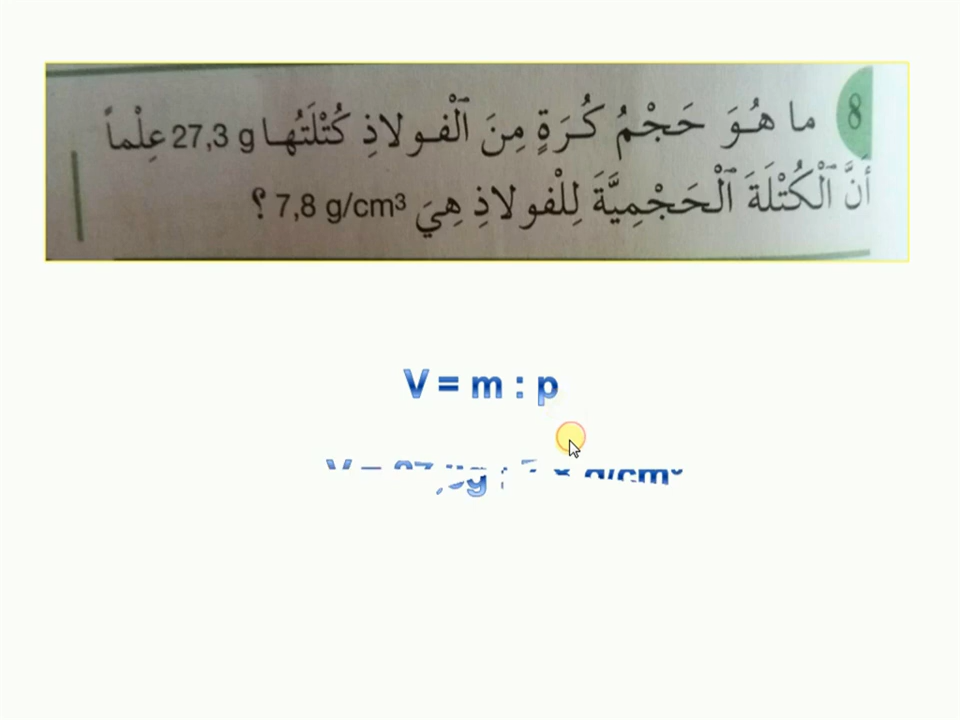 8 ما هُوَ حَجْمُ كُرَةٍ مِنَ ٱلْفولاذِ كُتْلَتُها 27,3 g عِلْماً
أَنَّ ٱلْكُتْلَةَ ٱلْحَجْمِيَّةَ لِلْفولاذِ هِيَ 7,8 g/cm³ ؟
V = m : p